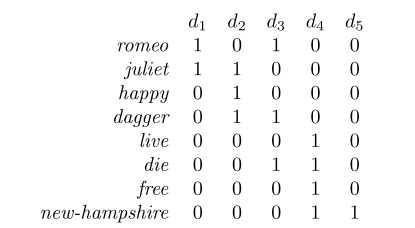 d₁ d₂ d₃ d₄ d₅
romeo 1 0 1 0 0
juliet 1 1 0 0 0
happy 0 1 0 0 0
dagger 0 1 1 0 0
live 0 0 0 1 0
die 0 0 1 1 0
free 0 0 0 1 0
new-hampshire 0 0 0 1 1